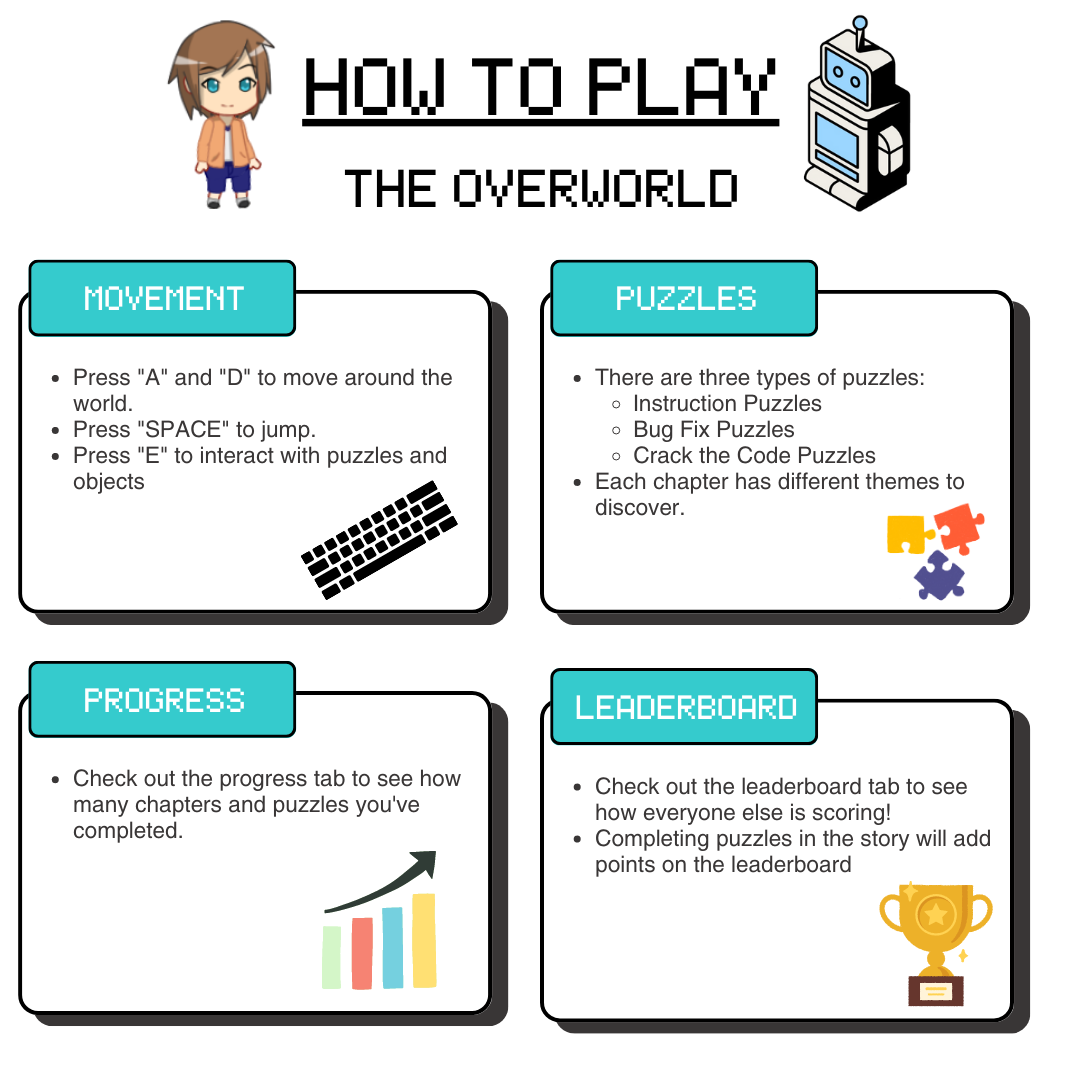 HOW TO PLAY
THE OVERWORLD
MOVEMENT
• Press "A" and "D" to move around the
world.
• Press "SPACE" to jump.
• Press "E" to interact with puzzles and
objects
PUZZLES
• There are three types of puzzles:
◦ Instruction Puzzles
◦ Bug Fix Puzzles
◦ Crack the Code Puzzles
• Each chapter has different themes to
discover.
PROGRESS
• Check out the progress tab to see how
many chapters and puzzles you've
completed.
LEADERBOARD
• Check out the leaderboard tab to see
how everyone else is scoring!
• Completing puzzles in the story will add
points on the leaderboard